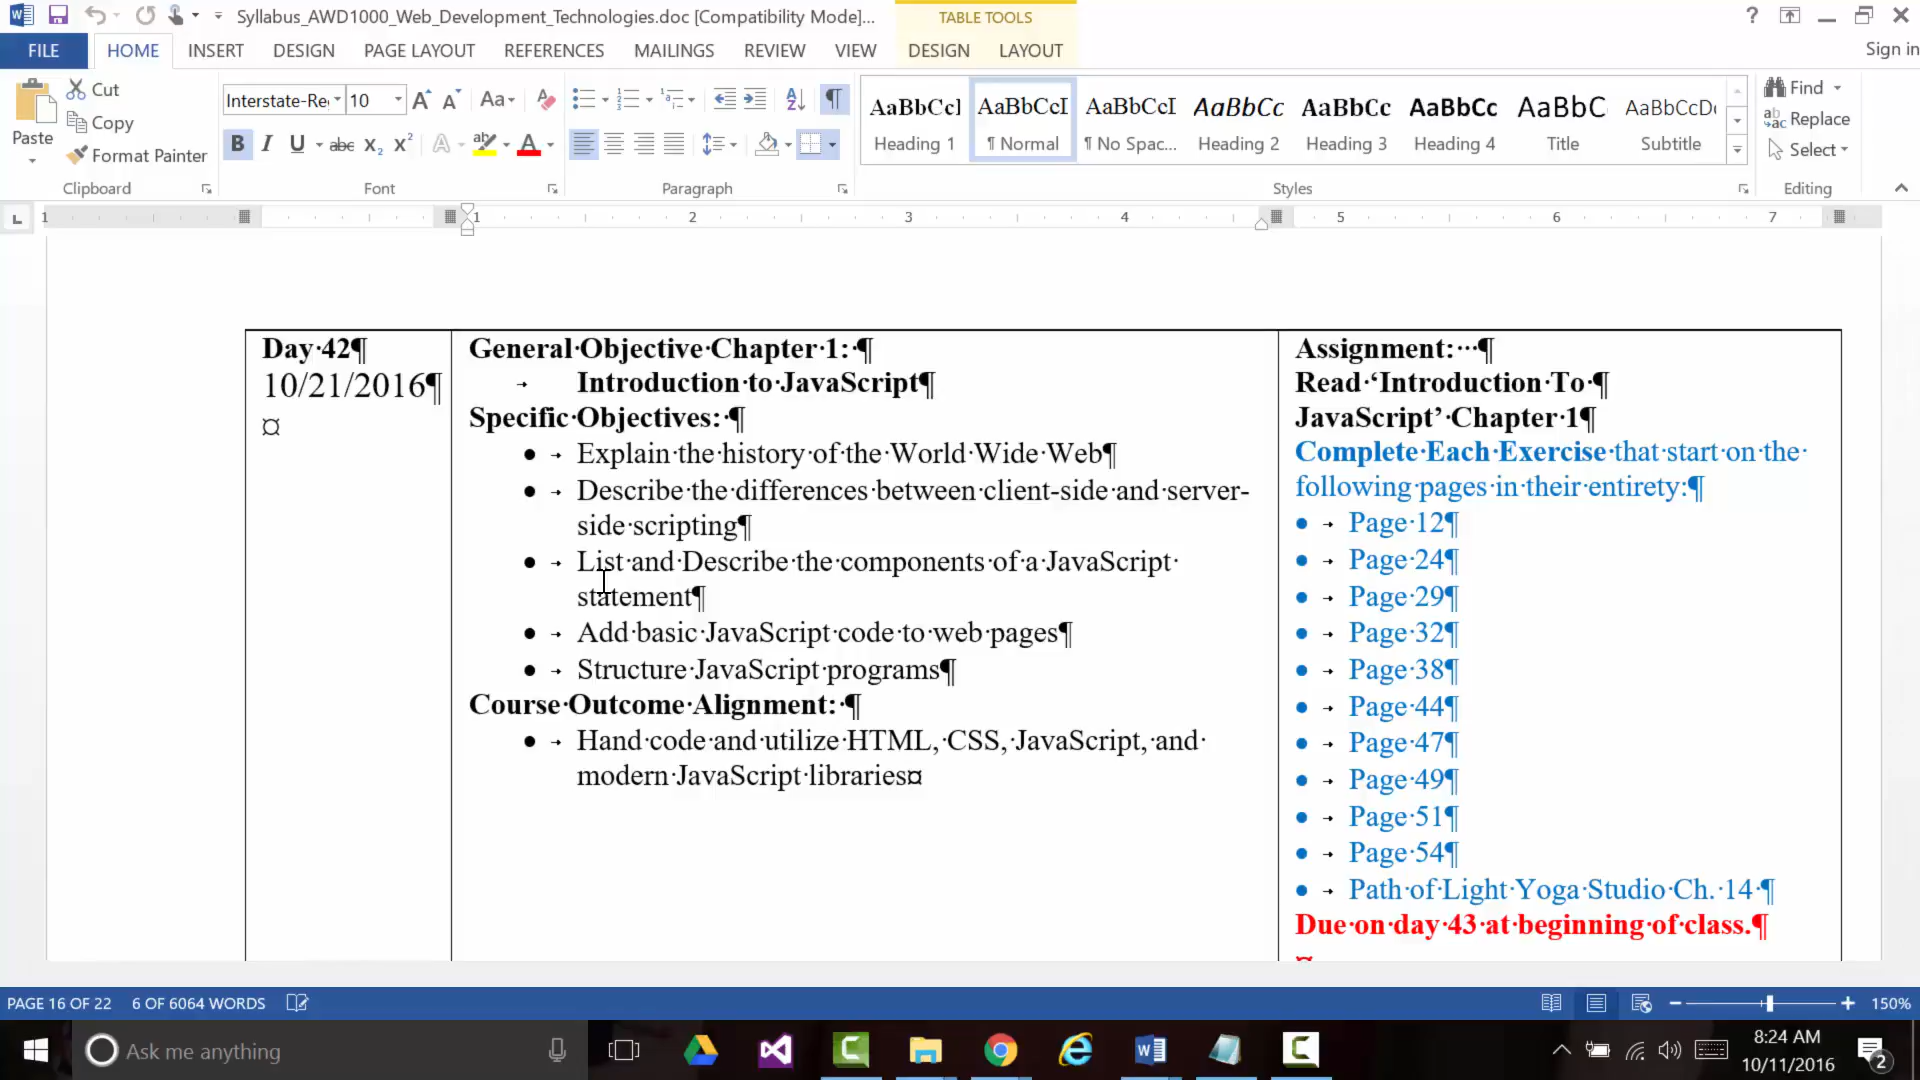 Syllabus_AWD1000_Web_Development_Technologies.doc [Compatibility Mode]...
TABLE TOOLS
FILE HOME INSERT DESIGN PAGE LAYOUT REFERENCES MAILINGS REVIEW VIEW DESIGN LAYOUT
Sign in
Paste
Cut
Copy
Format Painter
Clipboard
Interstate-Re 10
Font
Paragraph
AaBbCcI AaBbCcI AaBbCcI AaBbCc AaBbCc AaBbCc AaBbC AaBbCcDc
Heading 1 ¶ Normal ¶ No Spac... Heading 2 Heading 3 Heading 4 Title Subtitle
Styles
Find
Replace
Select
Editing
1 1 2 3 4 5 6 7
Day·42¶
10/21/2016¶
¤
General·Objective·Chapter·1:·¶
Introduction·to·JavaScript¶
Specific·Objectives:·¶
Explain·the·history·of·the·World·Wide·Web¶
Describe·the·differences·between·client-side·and·server-
side·scripting¶
List·and·Describe·the·components·of·a·JavaScript·
statement¶
Add·basic·JavaScript·code·to·web·pages¶
Structure·JavaScript·programs¶
Course·Outcome·Alignment:·¶
Hand·code·and·utilize·HTML,·CSS,·JavaScript,·and·
modern·JavaScript·libraries¤
Assignment:···¶
Read·‘Introduction·To·¶
JavaScript’·Chapter·1¶
Complete·Each·Exercise·that·start·on·the·
following·pages·in·their·entirety:¶
Page·12¶
Page·24¶
Page·29¶
Page·32¶
Page·38¶
Page·44¶
Page·47¶
Page·49¶
Page·51¶
Page·54¶
Path·of·Light·Yoga·Studio·Ch.·14·¶
Due·on·day·43·at·beginning·of·class.¶
PAGE 16 OF 22 6 OF 6064 WORDS
150%
Ask me anything
8:24 AM
10/11/2016
2